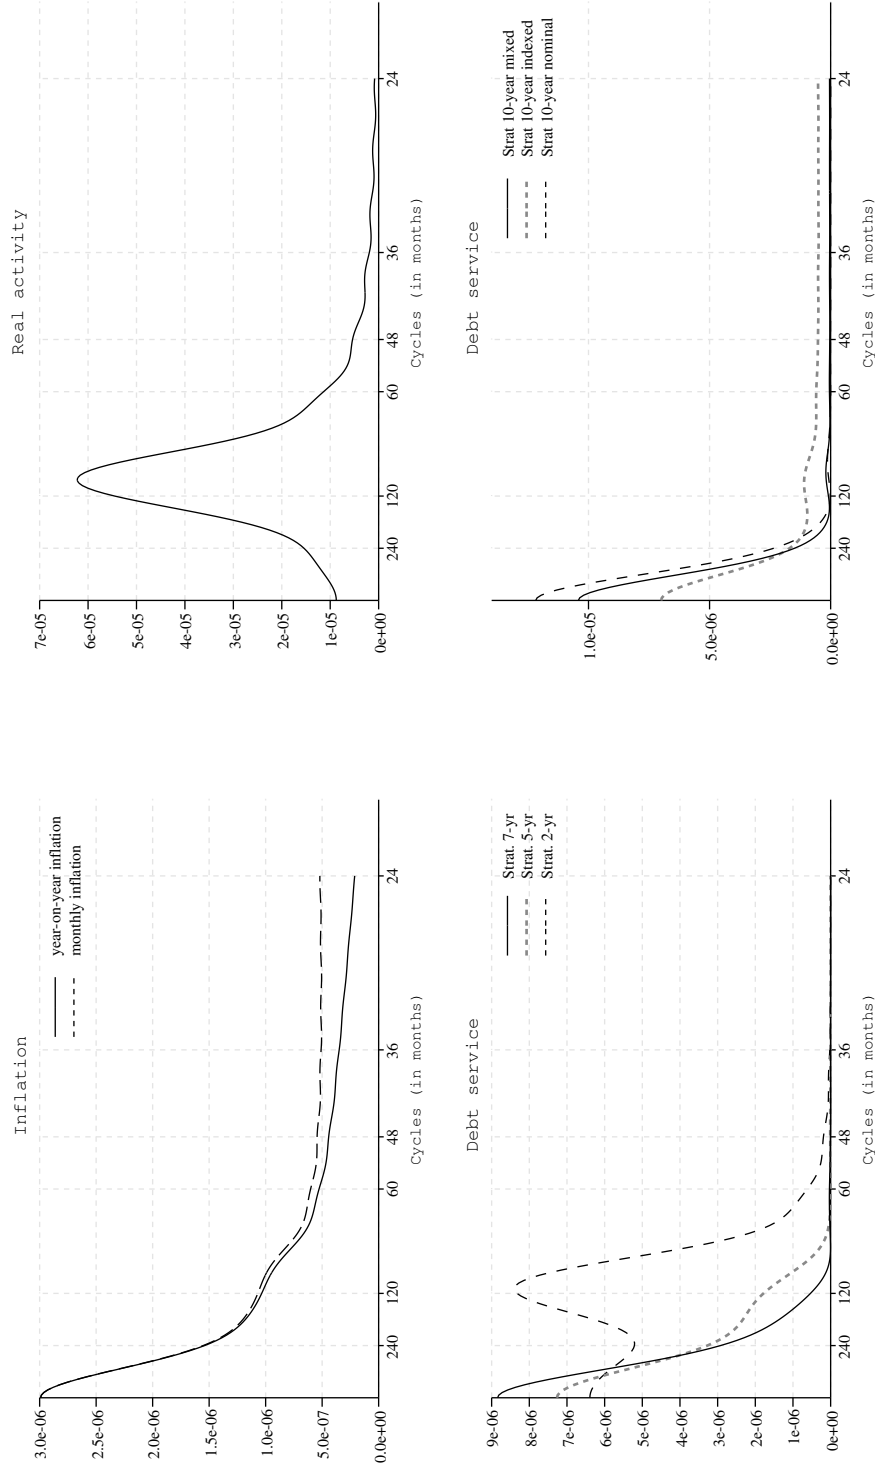 Inflation
3.0e-06
2.5e-06
2.0e-06
1.5e-06
1.0e-06
5.0e-07
0.0e+00
year-on-year inflation
monthly inflation
240
120
60
48
36
24
Cycles (in months)
Real activity
7e-05
6e-05
5e-05
4e-05
3e-05
2e-05
1e-05
0.0e+00
240
120
60
48
36
24
Cycles (in months)
Debt service
9e-06
8e-06
7e-06
6e-06
5e-06
4e-06
3e-06
2e-06
1e-06
0e+00
Strat. 7-yr
Strat. 5-yr
Strat. 2-yr
240
120
60
48
36
24
Cycles (in months)
Debt service
1.0e-05
5.0e-06
0.0e+00
Strat 10-year mixed
Strat 10-year indexed
Strat 10-year nominal
240
120
60
48
36
24
Cycles (in months)